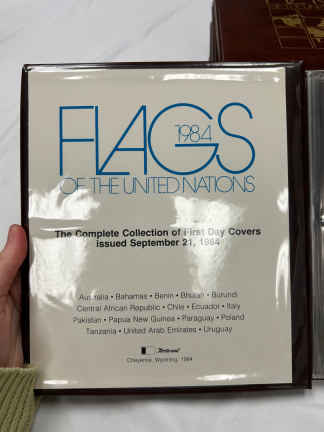 1984
FLAGS
OF THE UNITED NATIONS
The Complete Collection of First Day Covers
issued September 21, 1984
Australia • Bahamas • Benin • Bhutan • Burundi
Central African Republic • Chile • Ecuador • Italy
Pakistan • Papua New Guinea • Paraguay • Poland
Tanzania • United Arab Emirates • Uruguay
Fleetwood
Cheyenne, Wyoming, 1984